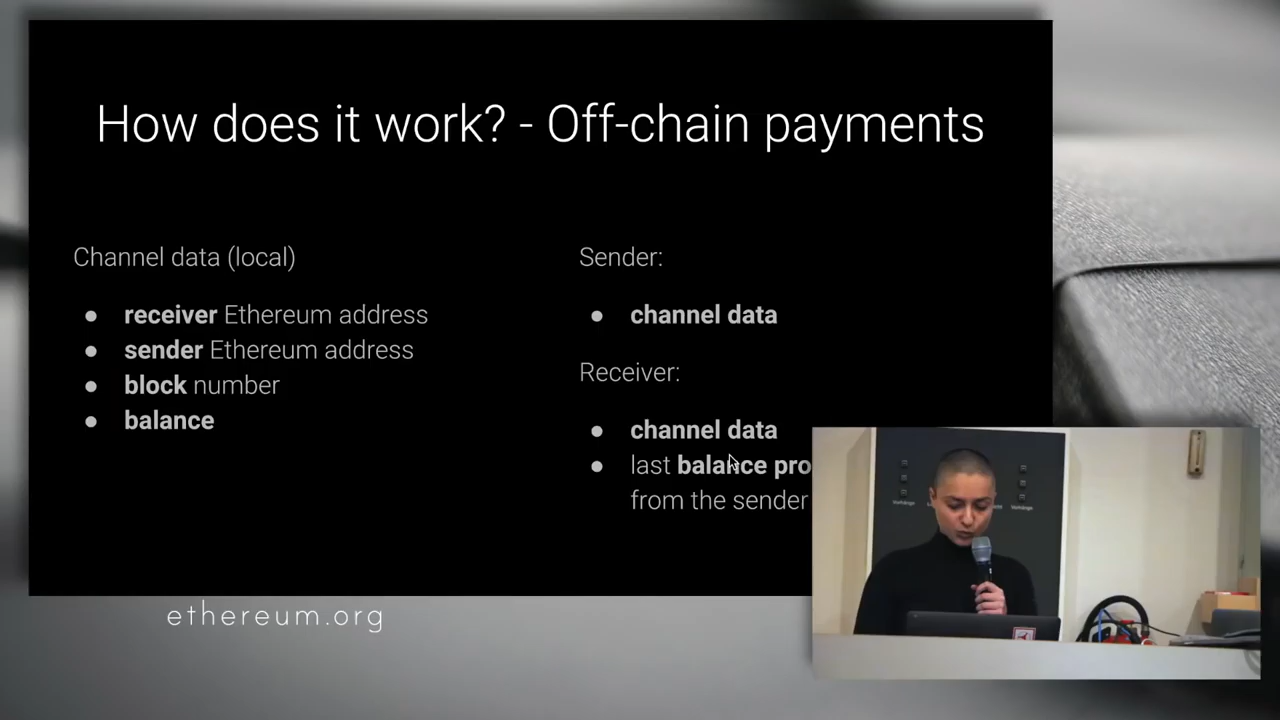 How does it work? - Off-chain payments
Channel data (local)
● receiver Ethereum address
● sender Ethereum address
● block number
● balance
Sender:
● channel data
Receiver:
● channel data
● last balance pro
from the sender
ethereum.org